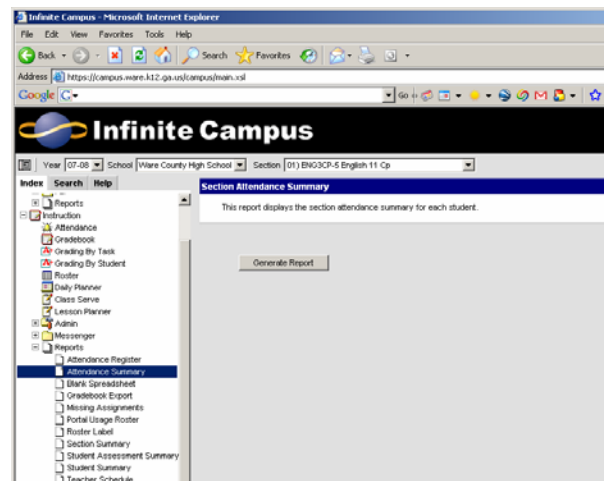 Infinite Campus - Microsoft Internet Explorer
File Edit View Favorites Tools Help
Back Search Favorites
Address https://campus.ware.k12.ga.us/campus/main.xsl
Google G Go
Infinite Campus
Year 07-08 School Ware County High School Section 01) ENG3CP-5 English 11 Cp
Index Search Help
Section Attendance Summary
This report displays the section attendance summary for each student.
Generate Report
Reports
Instruction
Attendance
Gradebook
Grading By Task
Grading By Student
Roster
Daily Planner
Class Serve
Lesson Planner
Admin
Messenger
Reports
Attendance Register
Attendance Summary
Blank Spreadsheet
Gradebook Export
Missing Assignments
Portal Usage Roster
Roster Label
Section Summary
Student Assessment Summary
Student Summary
Teacher Schedule